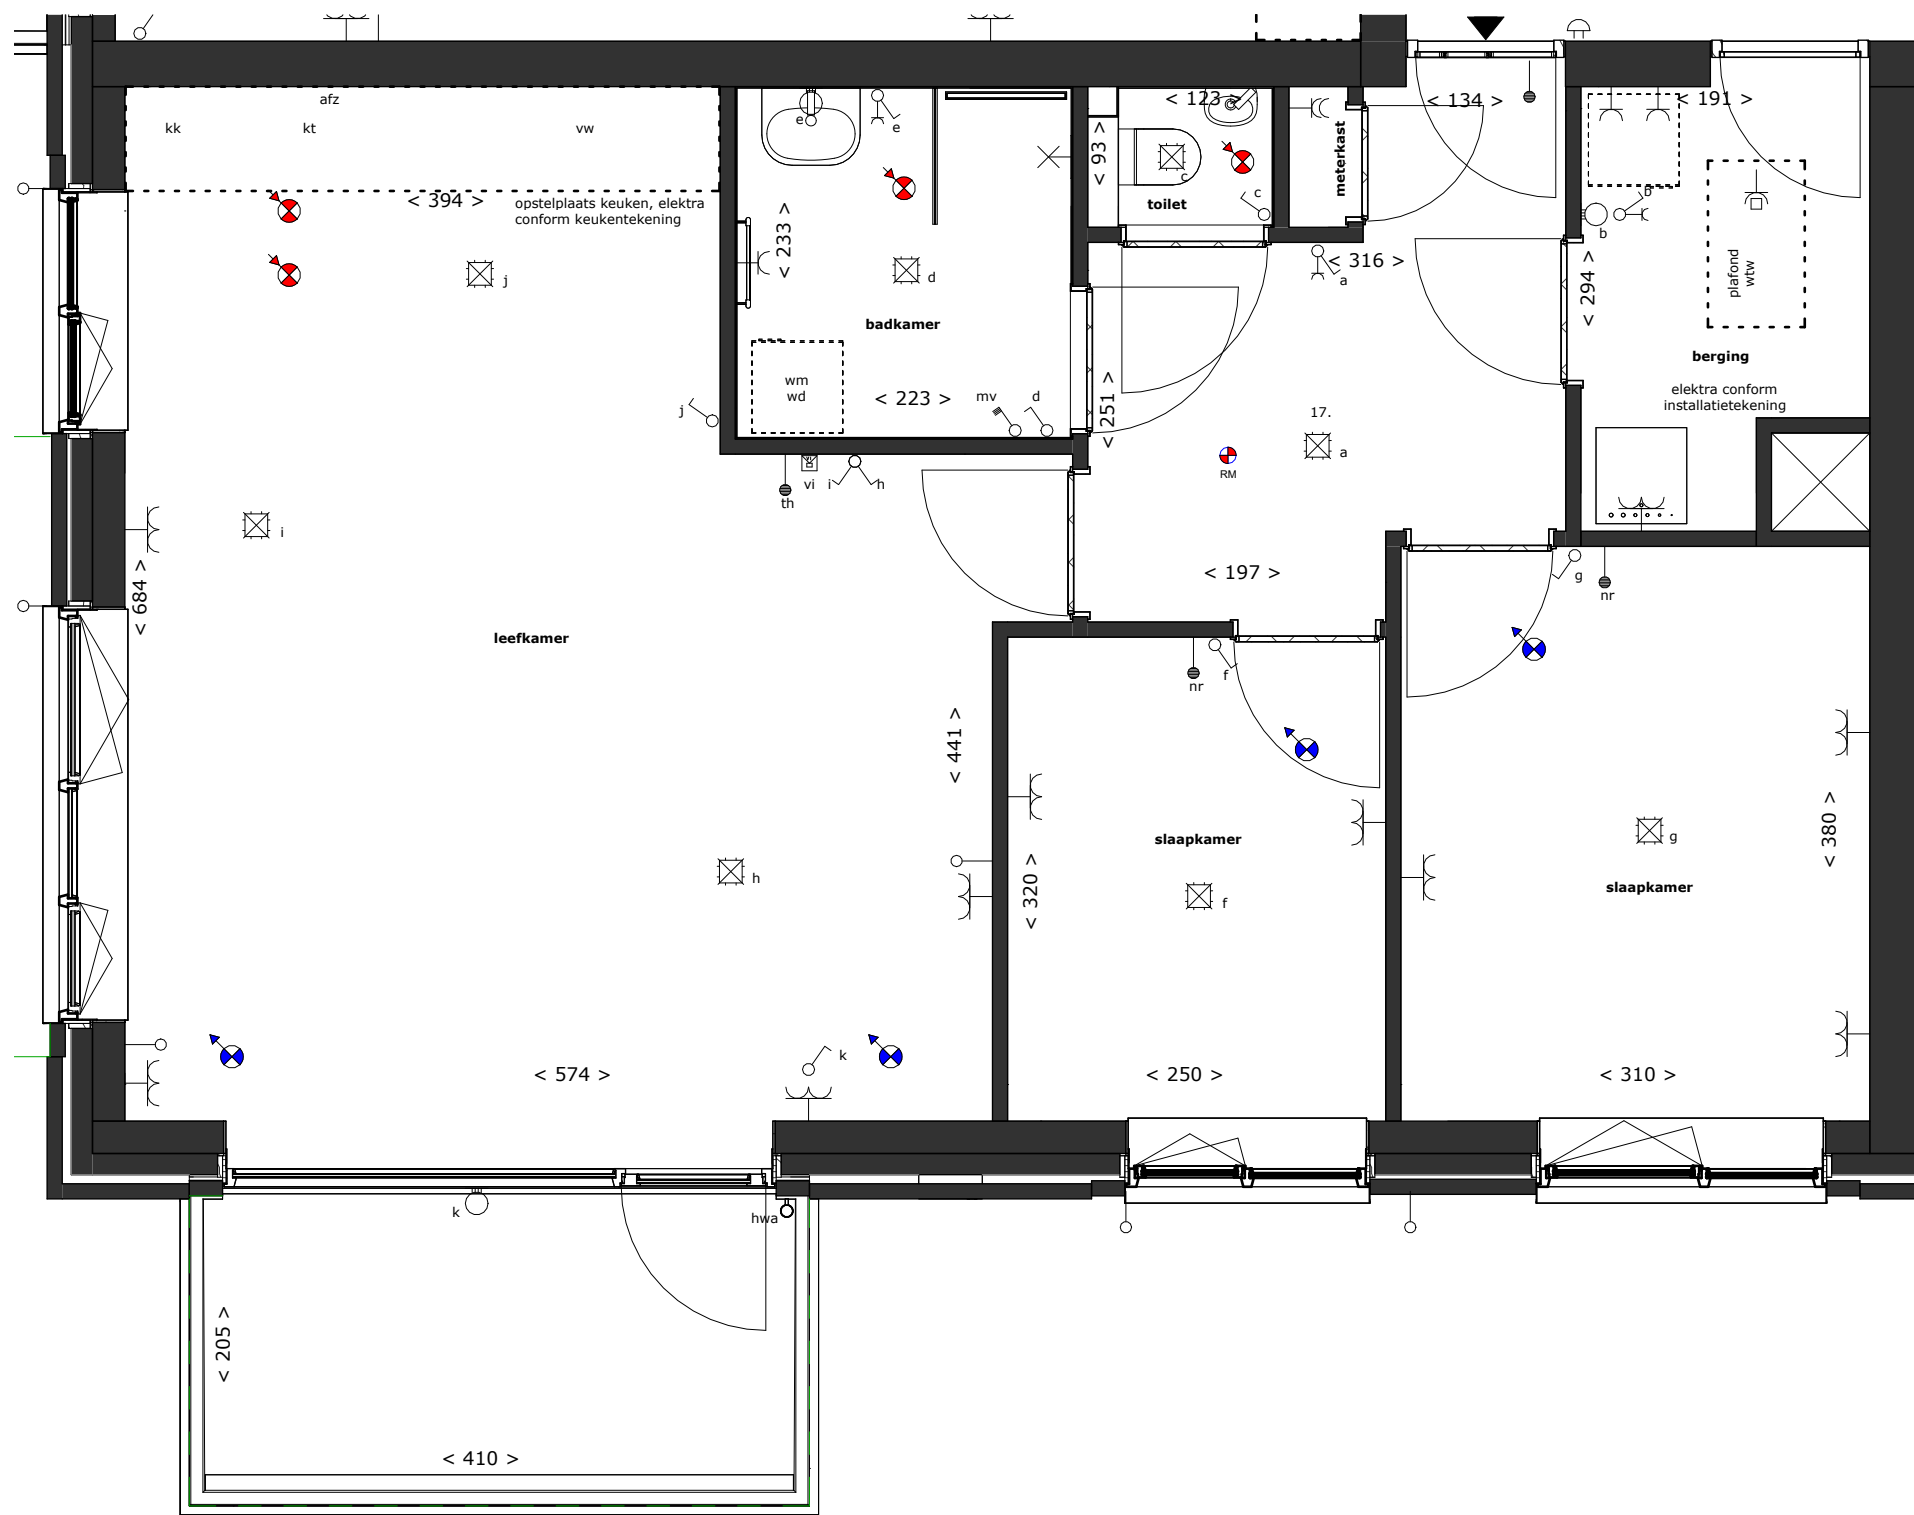 afz
kk
kt
vw
< 394 >
opstelplaats keuken, elektra
conform keukentekening
j
j
i
< 684 >
leefkamer
h
< 441 >
< 574 >
k
e
e
< 233 >
d
badkamer
wm
wd
< 223 >
mv
d
th
vi
i
h
< 123 >
< 93 >
c
c
toilet
meterkast
< 134 >
< 316 >
a
< 251 >
17.
a
RM
< 197 >
< 191 >
b
b
< 294 >
plafond
wtw
berging
elektra conform
installatietekening
g
nr
nr
f
slaapkamer
< 320 >
f
< 250 >
g
slaapkamer
< 380 >
< 310 >
k
hwa
< 205 >
< 410 >